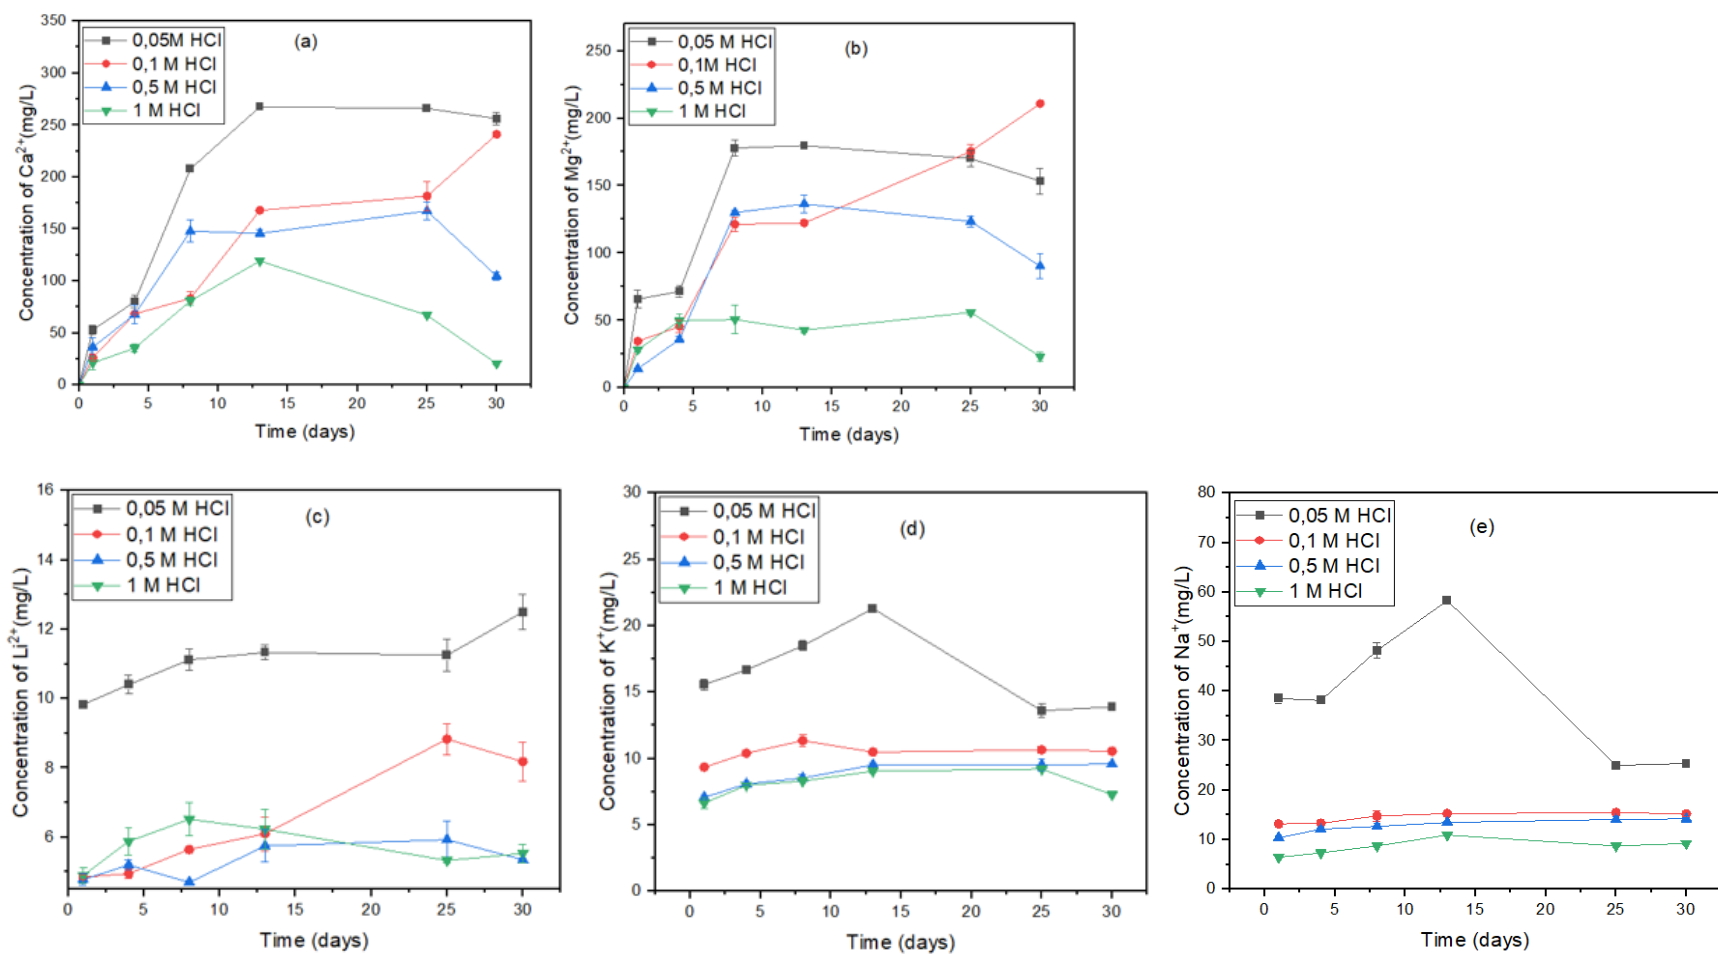 (a)
0,05M HCl
0,1 M HCl
0,5 M HCl
1 M HCl
Concentration of Ca²⁺(mg/L)
350
300
250
200
150
100
50
0
0 5 10 15 20 25 30
Time (days)
(b)
0,05 M HCl
0,1M HCl
0,5 M HCl
1 M HCl
Concentration of Mg²⁺(mg/L)
250
200
150
100
50
0
0 5 10 15 20 25 30
Time (days)
(c)
0,05 M HCl
0,1 M HCl
0,5 M HCl
1 M HCl
Concentration of Li²⁺(mg/L)
16
14
12
10
8
6
0 5 10 15 20 25 30
Time (days)
(d)
0,05 M HCl
0,1 M HCl
0,5 M HCl
1 M HCl
Concentration of K⁺(mg/L)
30
25
20
15
10
5
0
0 5 10 15 20 25 30
Time (days)
(e)
0,05 M HCl
0,1 M HCl
0,5 M HCl
1 M HCl
Concentration of Na⁺(mg/L)
80
70
60
50
40
30
20
10
0
0 5 10 15 20 25 30
Time (days)